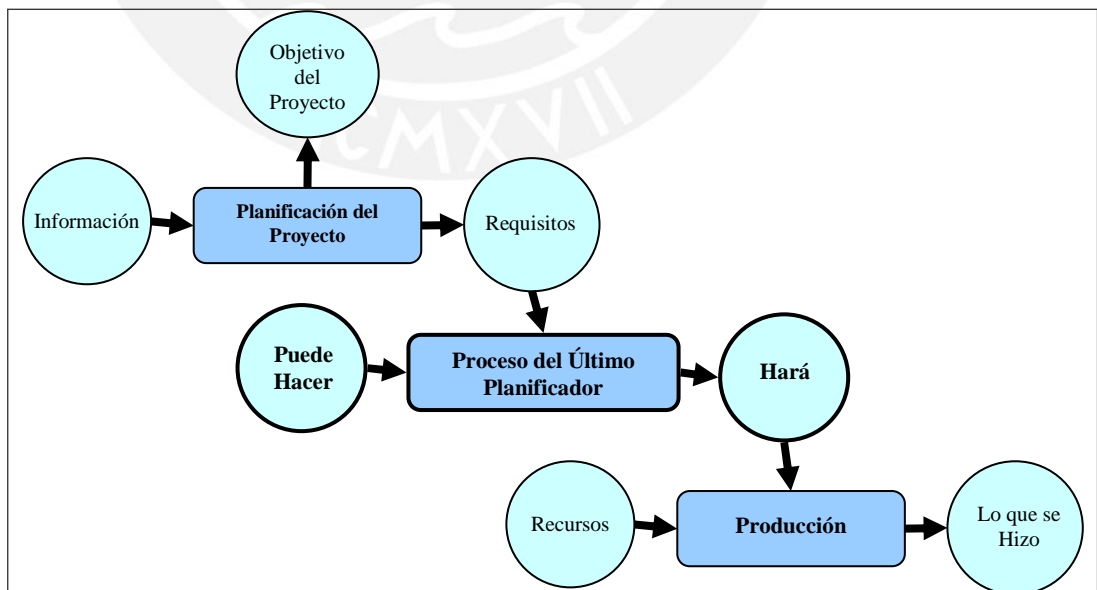 Objetivo
del
Proyecto
CMXVII
Información
Planificación del
Proyecto
Requisitos
Puede
Hacer
Proceso del Último
Planificador
Hará
Recursos
Producción
Lo que se
Hizo